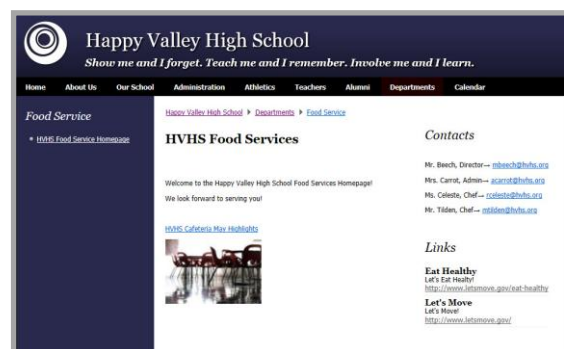 Happy Valley High School
Show me and I forget. Teach me and I remember. Involve me and I learn.
Home About Us Our School Administration Athletics Teachers Alumni Departments Calendar
Food Service
HVHS Food Service Homepage
Happy Valley High School Departments Food Service
HVHS Food Services
Welcome to the Happy Valley High School Food Services Homepage!
We look forward to serving you!
HVHS Cafeteria May Highlights
Contacts
Mr. Beech, Director→ mbeech@hvhs.org
Mrs. Carrot, Admin→ acarrot@hvhs.org
Ms. Celeste, Chef→ rceleste@hvhs.org
Mr. Tilden, Chef→ mtilden@hvhs.org
Links
Eat Healthy
Let's Eat Healty!
http://www.letsmove.gov/eat-healthy
Let's Move
Let's Move!
http://www.letsmove.gov/